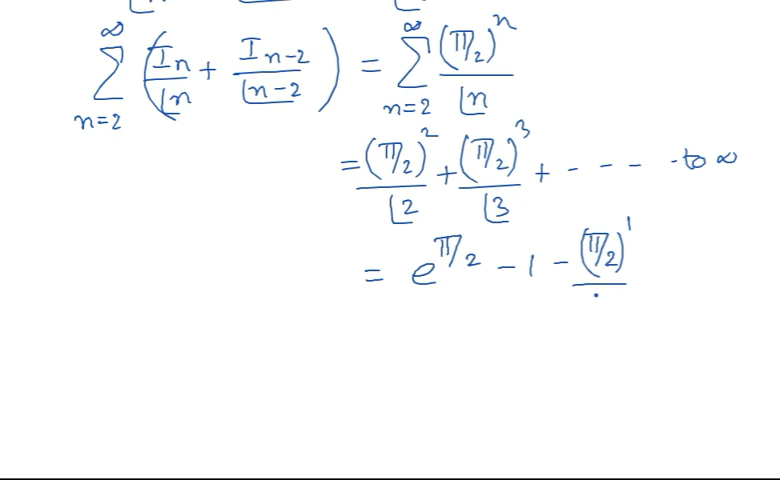 ∞ ∑ n=2 (I_n/⌊n + I_{n-2}/⌊n-2) = ∞ ∑ n=2 (π/2)^n/⌊n
= (π/2)^2/⌊2 + (π/2)^3/⌊3 + - - - - to ∞
= e^{π/2} - 1 - (π/2)^1/